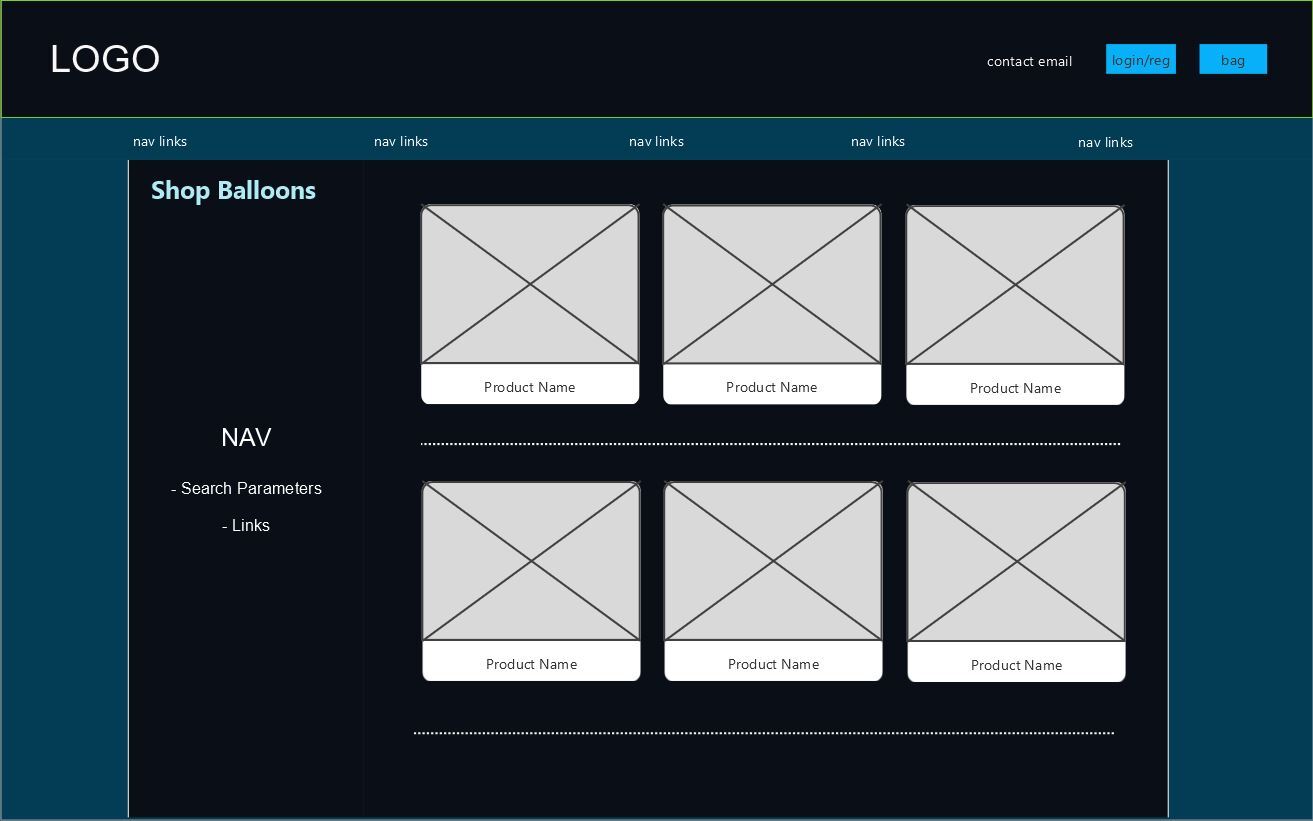 LOGO
contact email
login/reg
bag
nav links
nav links
nav links
nav links
nav links
Shop Balloons
NAV
- Search Parameters
- Links
Product Name
Product Name
Product Name
Product Name
Product Name
Product Name